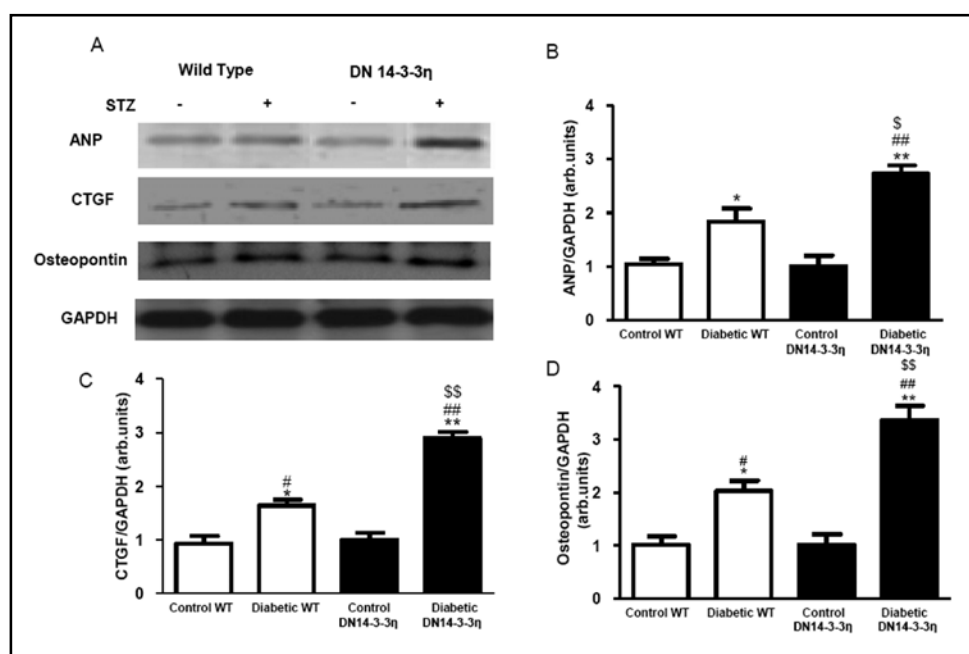 A
Wild Type DN 14-3-3η
STZ - + - +
ANP
CTGF
Osteopontin
GAPDH
B
ANP/GAPDH (arb.units)
4
3
2
1
0
*
$
##
**
Control WT Diabetic WT Control DN14-3-3η Diabetic DN14-3-3η
C
CTGF/GAPDH (arb.units)
4
3
2
1
0
#
*
$$
##
**
Control WT Diabetic WT Control DN14-3-3η Diabetic DN14-3-3η
D
Osteopontin/GAPDH
(arb.units)
4
3
2
1
0
#
*
$$
##
**
Control WT Diabetic WT Control DN14-3-3η Diabetic DN14-3-3η